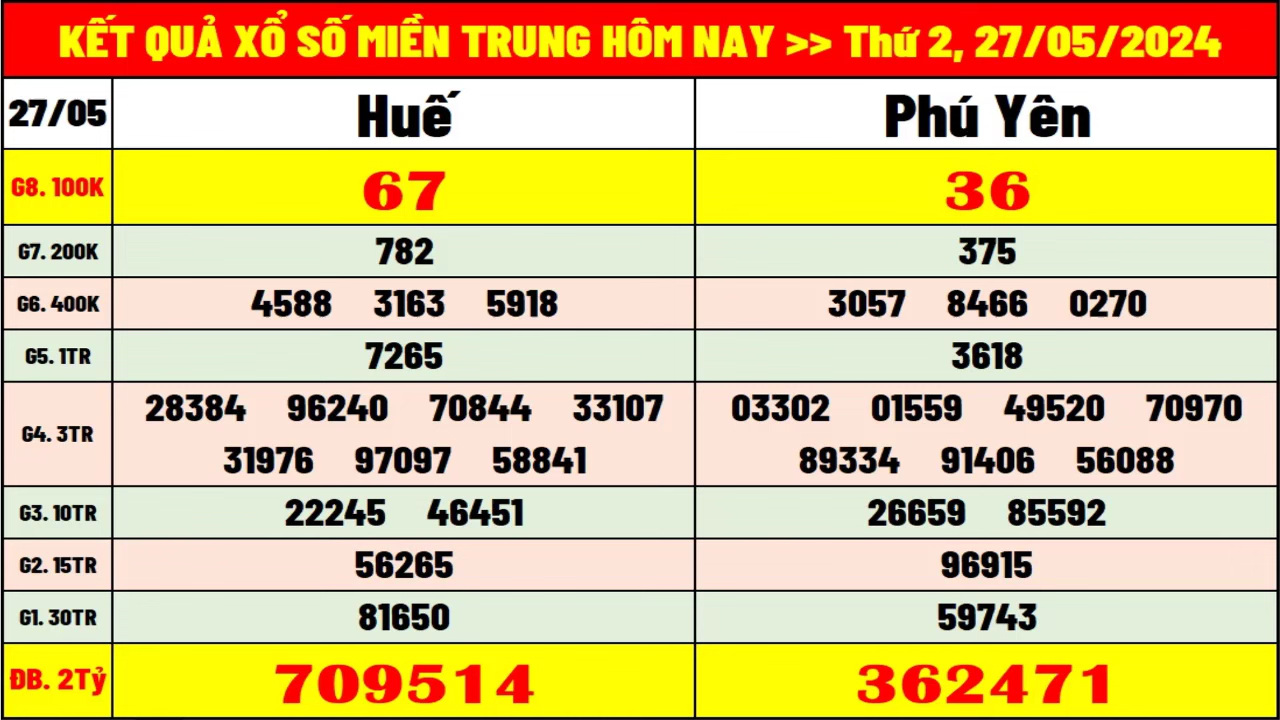 KẾT QUẢ XỔ SỐ MIỀN TRUNG HÔM NAY >> Thứ 2, 27/05/2024
27/05 Huế Phú Yên
G8. 100K 67 36
G7. 200K 782 375
G6. 400K 4588 3163 5918 3057 8466 0270
G5. 1TR 7265 3618
G4. 3TR 28384 96240 70844 33107 03302 01559 49520 70970
31976 97097 58841 89334 91406 56088
G3. 10TR 22245 46451 26659 85592
G2. 15TR 56265 96915
G1. 30TR 81650 59743
ĐB. 2Tỷ 709514 362471